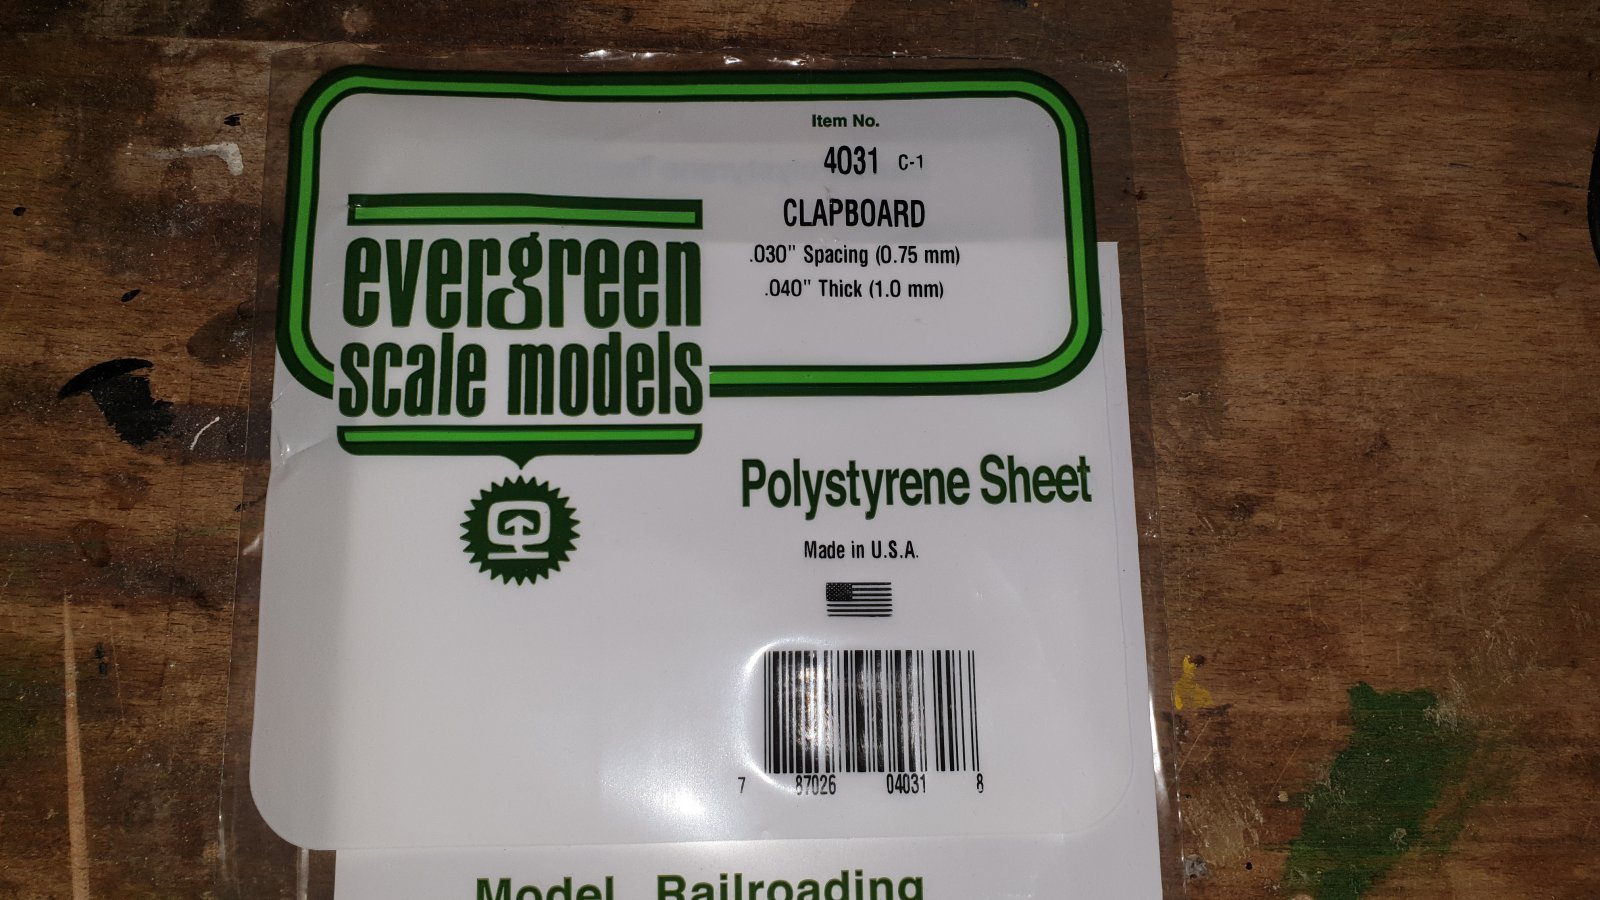 Item No.
4031 C-1
CLAPBOARD
.030" Spacing (0.75 mm)
.040" Thick (1.0 mm)
evergreen
scale models
Polystyrene Sheet
Made in U.S.A.
7 87026 04031 8
Model Railroading